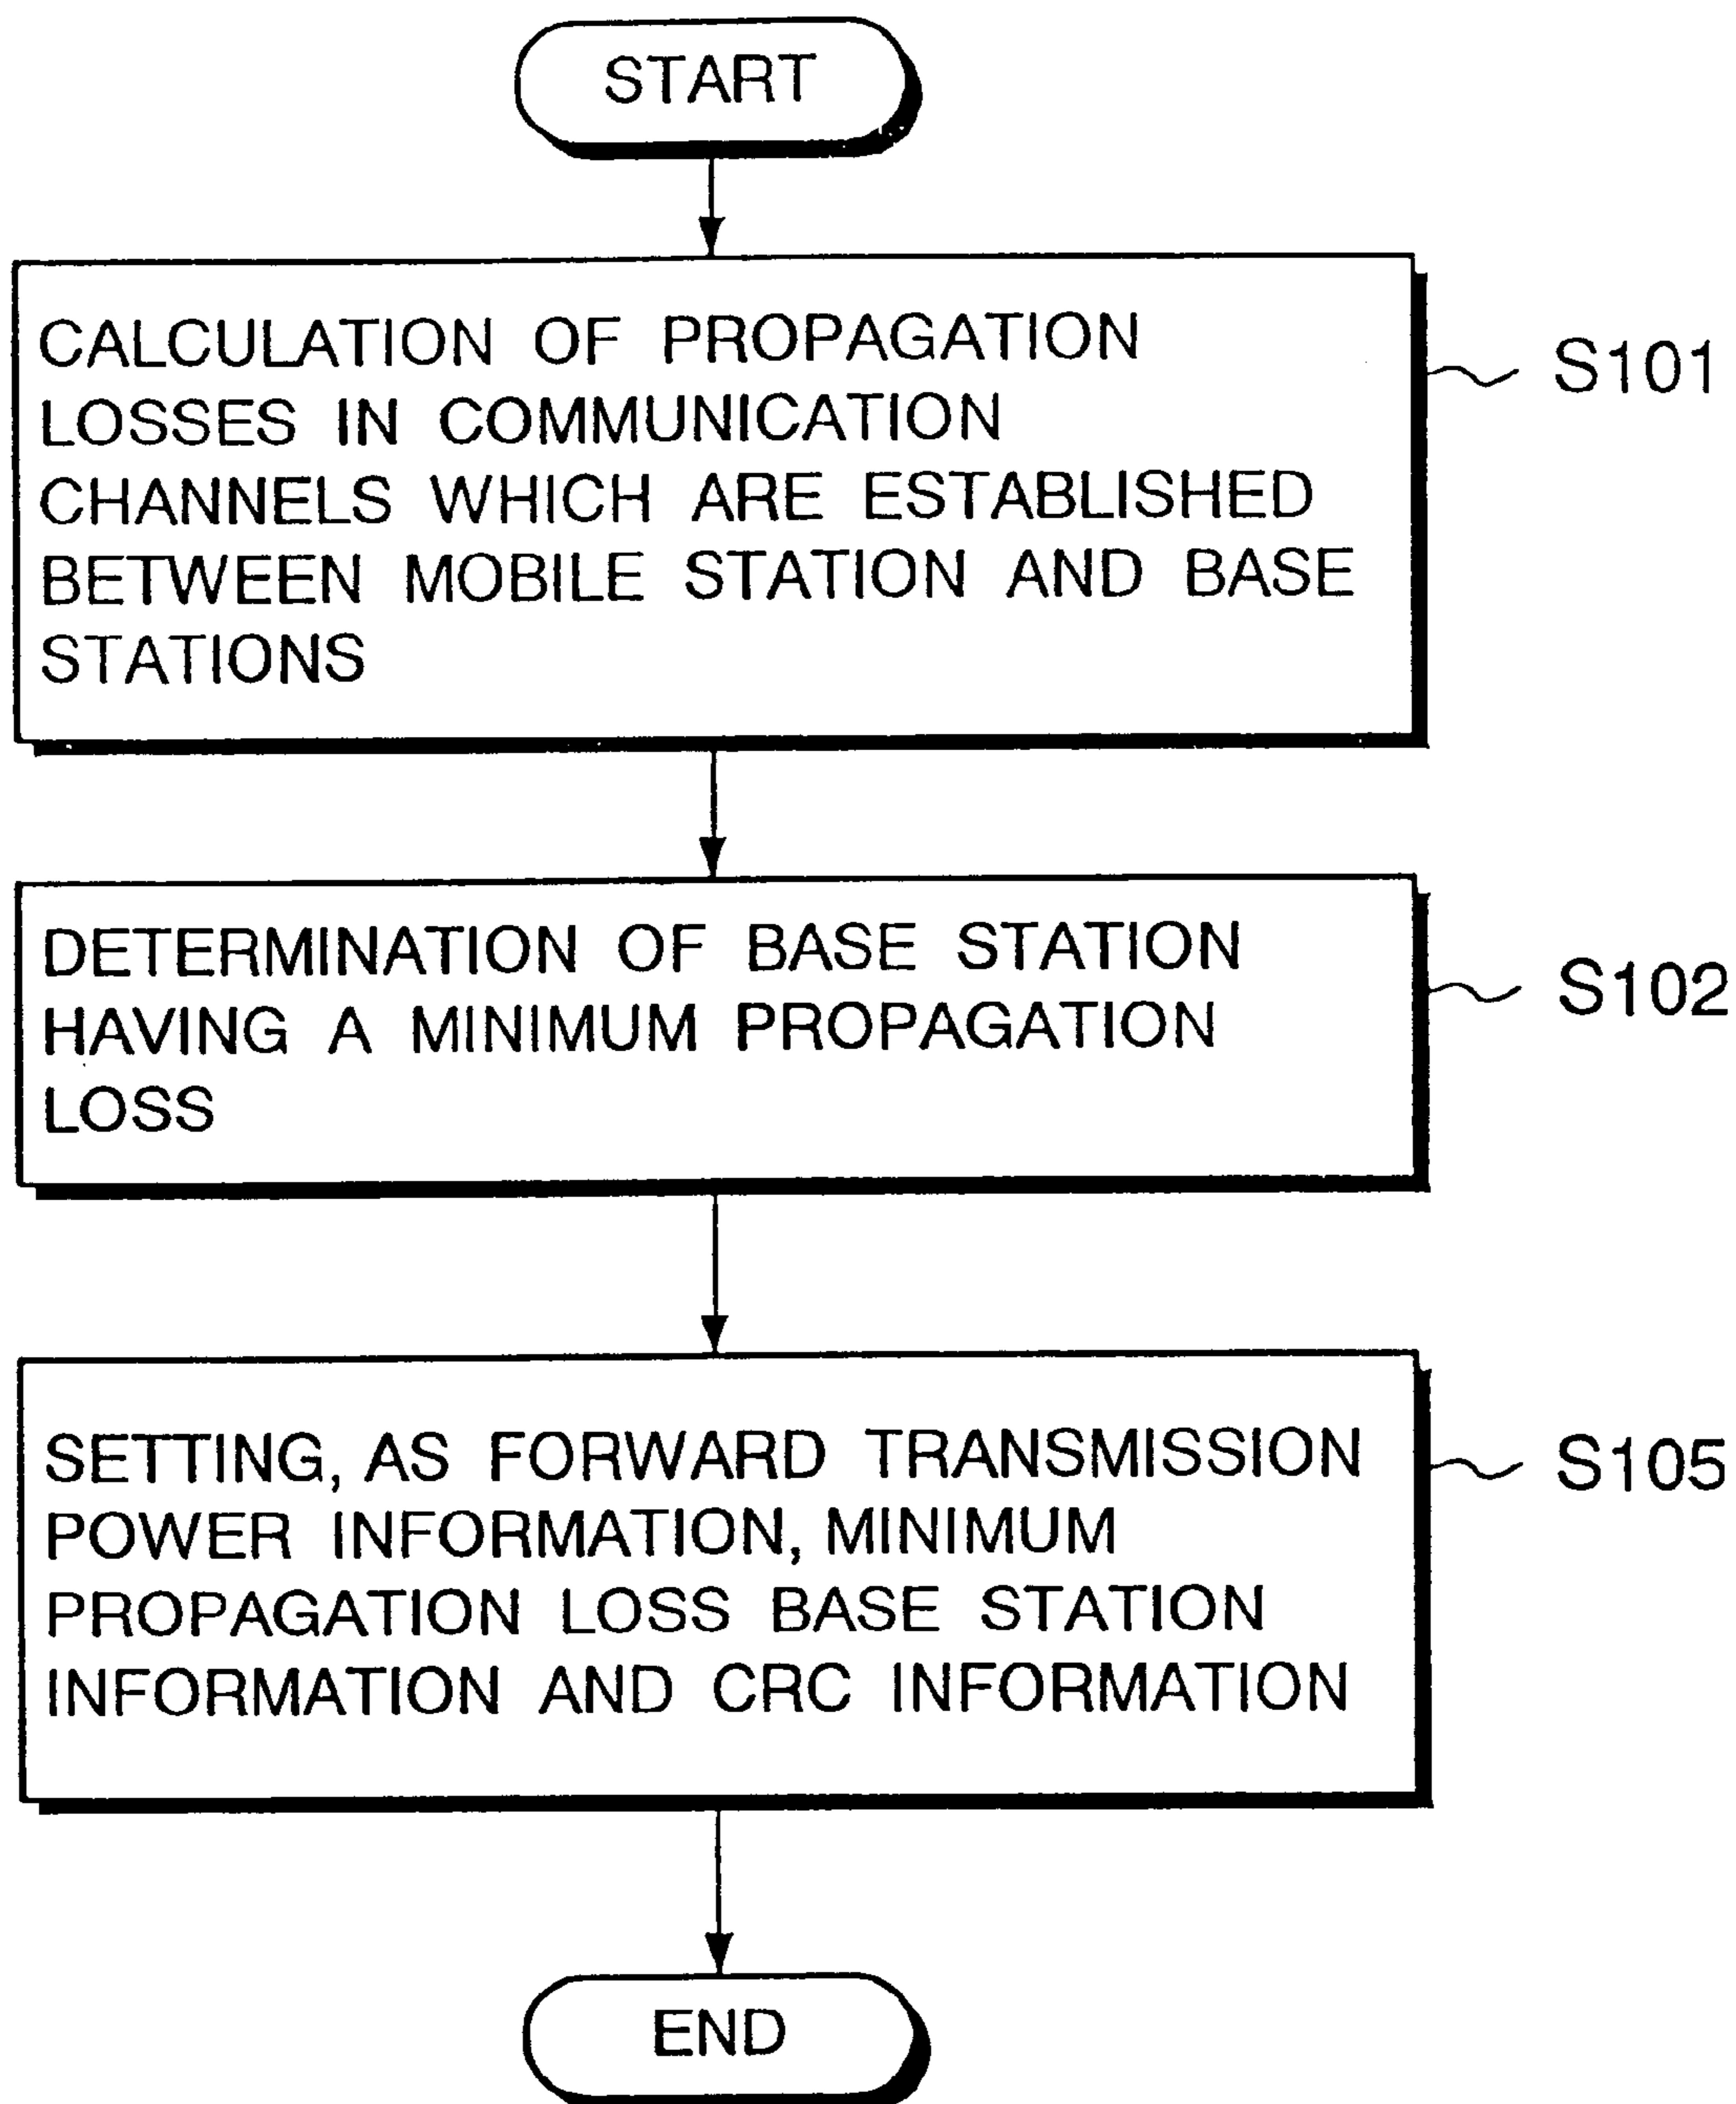 START
CALCULATION OF PROPAGATION
LOSSES IN COMMUNICATION
CHANNELS WHICH ARE ESTABLISHED
BETWEEN MOBILE STATION AND BASE
STATIONS
S101
DETERMINATION OF BASE STATION
HAVING A MINIMUM PROPAGATION
LOSS
S102
SETTING, AS FORWARD TRANSMISSION
POWER INFORMATION, MINIMUM
PROPAGATION LOSS BASE STATION
INFORMATION AND CRC INFORMATION
S105
END